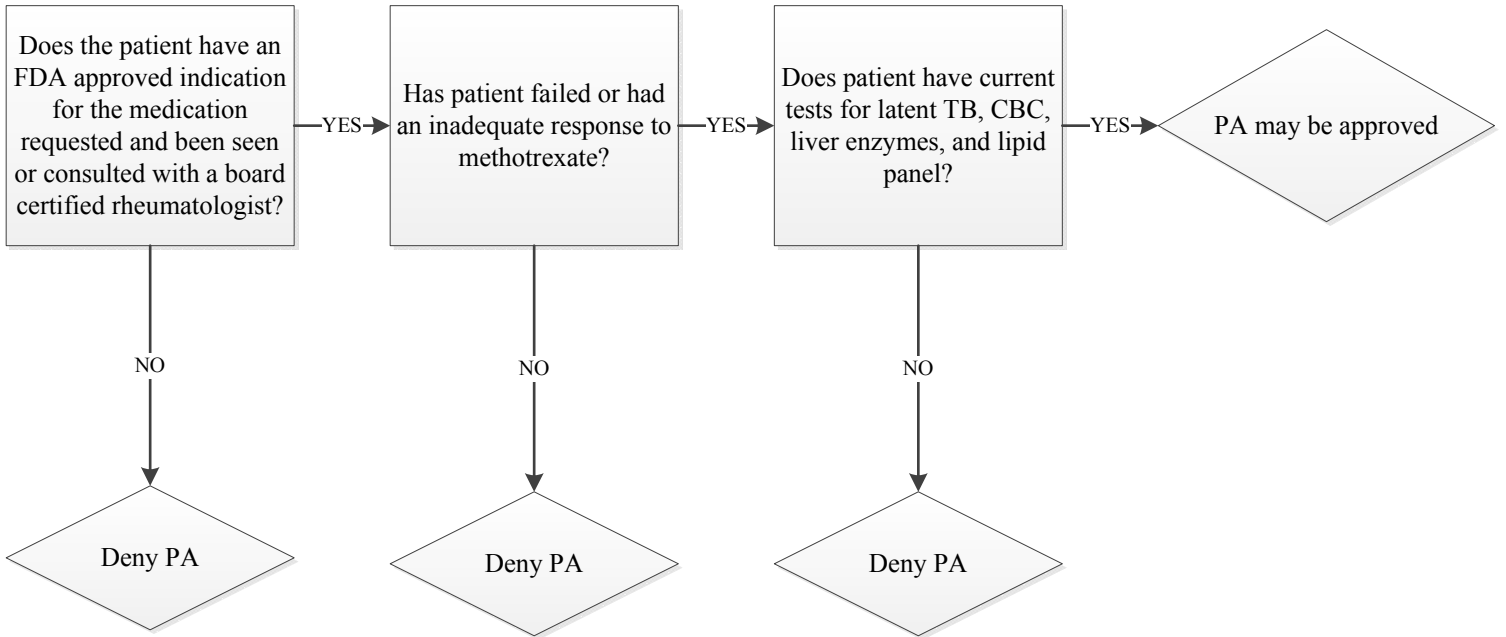 Does the patient have an
FDA approved indication
for the medication
requested and been seen
or consulted with a board
certified rheumatologist?
YES
Has patient failed or had
an inadequate response to
methotrexate?
YES
Does patient have current
tests for latent TB, CBC,
liver enzymes, and lipid
panel?
YES
PA may be approved
NO
NO
NO
Deny PA
Deny PA
Deny PA